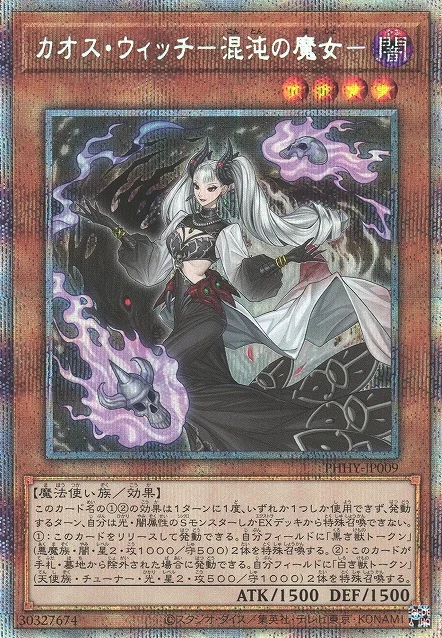 カオス・ウィッチ－混沌の魔女－
闇
PHHY-JP009
【魔法使い族／効果】
このカード名の①②の効果は1ターンに1度、いずれか1つしか使用できず、発動
するターン、自分は光・闇属性のSモンスターしかEXデッキから特殊召喚できない。
①：このカードをリリースして発動できる。自分フィールドに「黒き獣トークン」
（悪魔族・闇・星2・攻1000／守500）2体を特殊召喚する。②：このカードが
手札・墓地から除外された場合に発動できる。自分フィールドに「白き獣トークン」
（天使族・チューナー・光・星2・攻500／守1000）2体を特殊召喚する。
ATK/1500 DEF/1500
30327674
©スタジオ・ダイス／集英社・テレビ東京・KONAMI